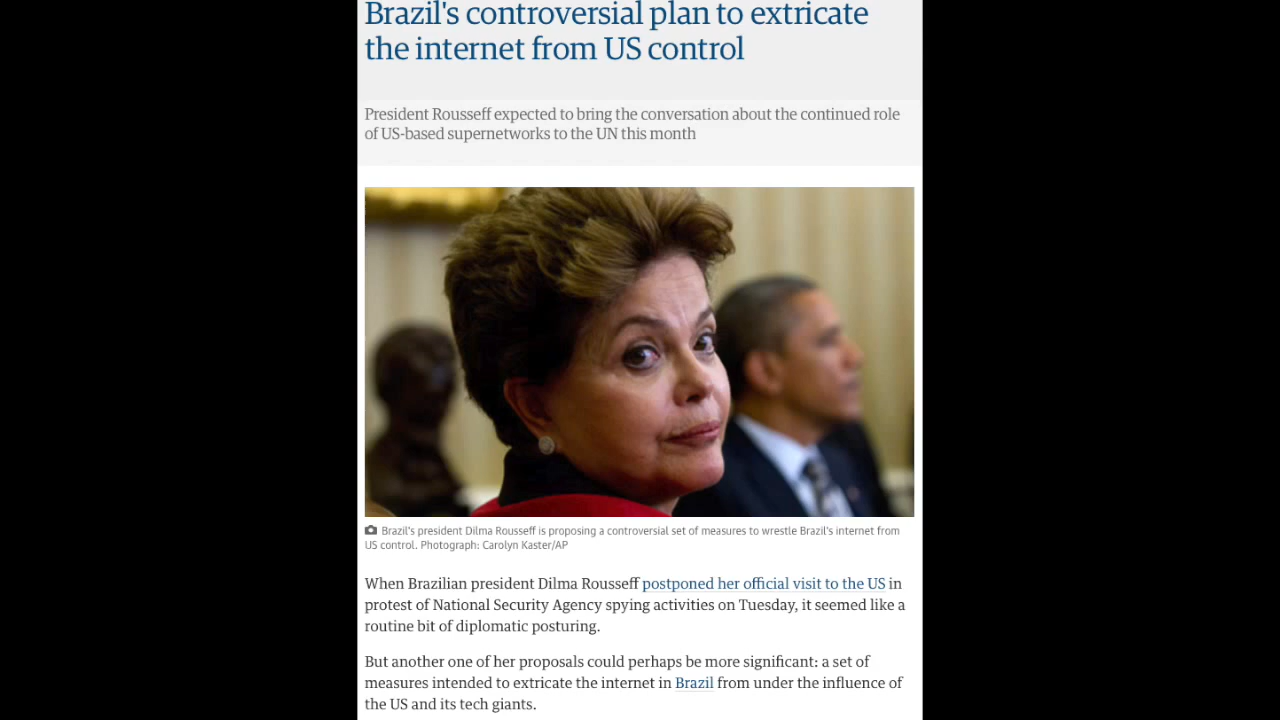 Brazil's controversial plan to extricate
the internet from US control
President Rousseff expected to bring the conversation about the continued role
of US-based supernetworks to the UN this month
Brazil's president Dilma Rousseff is proposing a controversial set of measures to wrestle Brazil's internet from
US control. Photograph: Carolyn Kaster/AP
When Brazilian president Dilma Rousseff postponed her official visit to the US in
protest of National Security Agency spying activities on Tuesday, it seemed like a
routine bit of diplomatic posturing.
But another one of her proposals could perhaps be more significant: a set of
measures intended to extricate the internet in Brazil from under the influence of
the US and its tech giants.